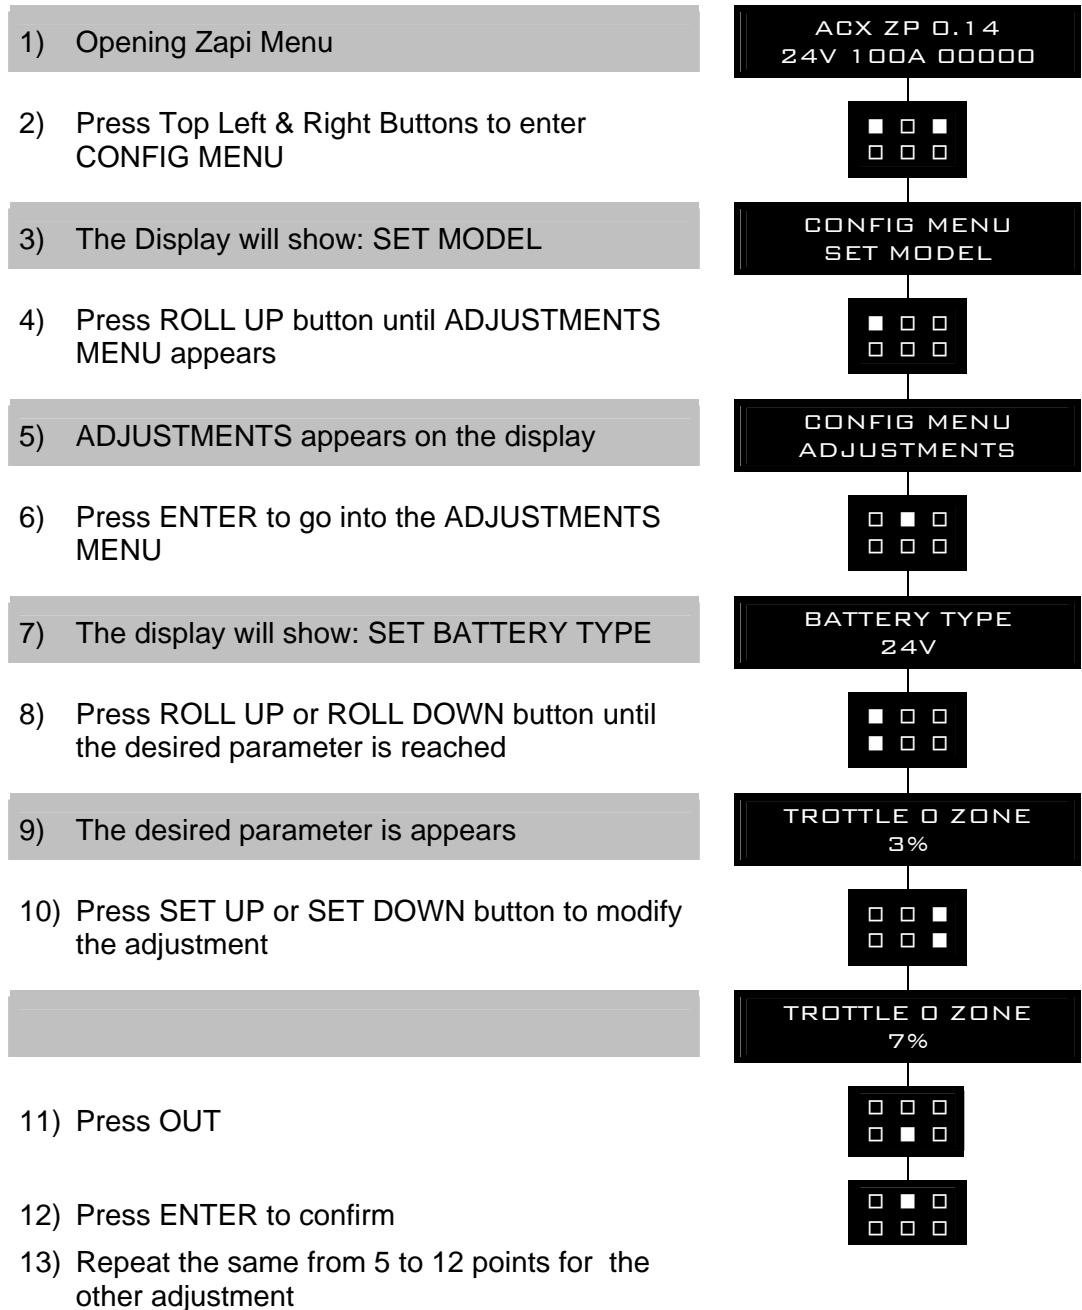 1) Opening Zapi Menu
ACX ZP 0.14
24V 100A 00000
2) Press Top Left & Right Buttons to enter
CONFIG MENU
3) The Display will show: SET MODEL
CONFIG MENU
SET MODEL
4) Press ROLL UP button until ADJUSTMENTS
MENU appears
5) ADJUSTMENTS appears on the display
CONFIG MENU
ADJUSTMENTS
6) Press ENTER to go into the ADJUSTMENTS
MENU
7) The display will show: SET BATTERY TYPE
BATTERY TYPE
24V
8) Press ROLL UP or ROLL DOWN button until
the desired parameter is reached
9) The desired parameter is appears
TROTTLE 0 ZONE
3%
10) Press SET UP or SET DOWN button to modify
the adjustment
TROTTLE 0 ZONE
7%
11) Press OUT
12) Press ENTER to confirm
13) Repeat the same from 5 to 12 points for the
other adjustment